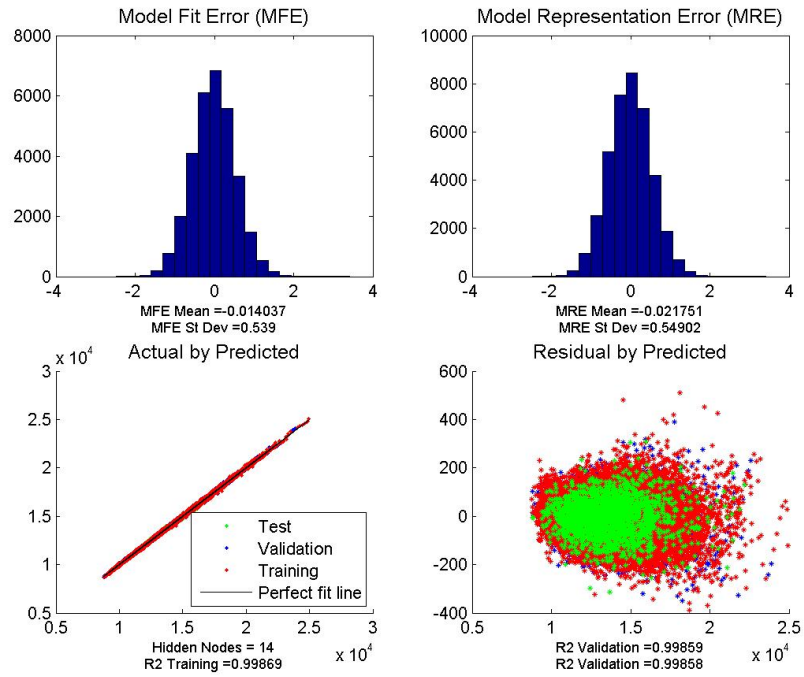 Model Fit Error (MFE)
8000
6000
4000
2000
0
-4
-2
0
2
4
MFE Mean =-0.014037
MFE St Dev =0.539
Model Representation Error (MRE)
10000
8000
6000
4000
2000
0
-4
-2
0
2
4
MRE Mean =-0.021751
MRE St Dev =0.54902
Actual by Predicted
x 10^4
3
2.5
2
1.5
1
0.5
0.5
1
1.5
2
2.5
3
x 10^4
Test
Validation
Training
Perfect fit line
Hidden Nodes = 14
R2 Training =0.99869
Residual by Predicted
600
400
200
0
-200
-400
0.5
1
1.5
2
2.5
x 10^4
R2 Validation =0.99859
R2 Validation =0.99858